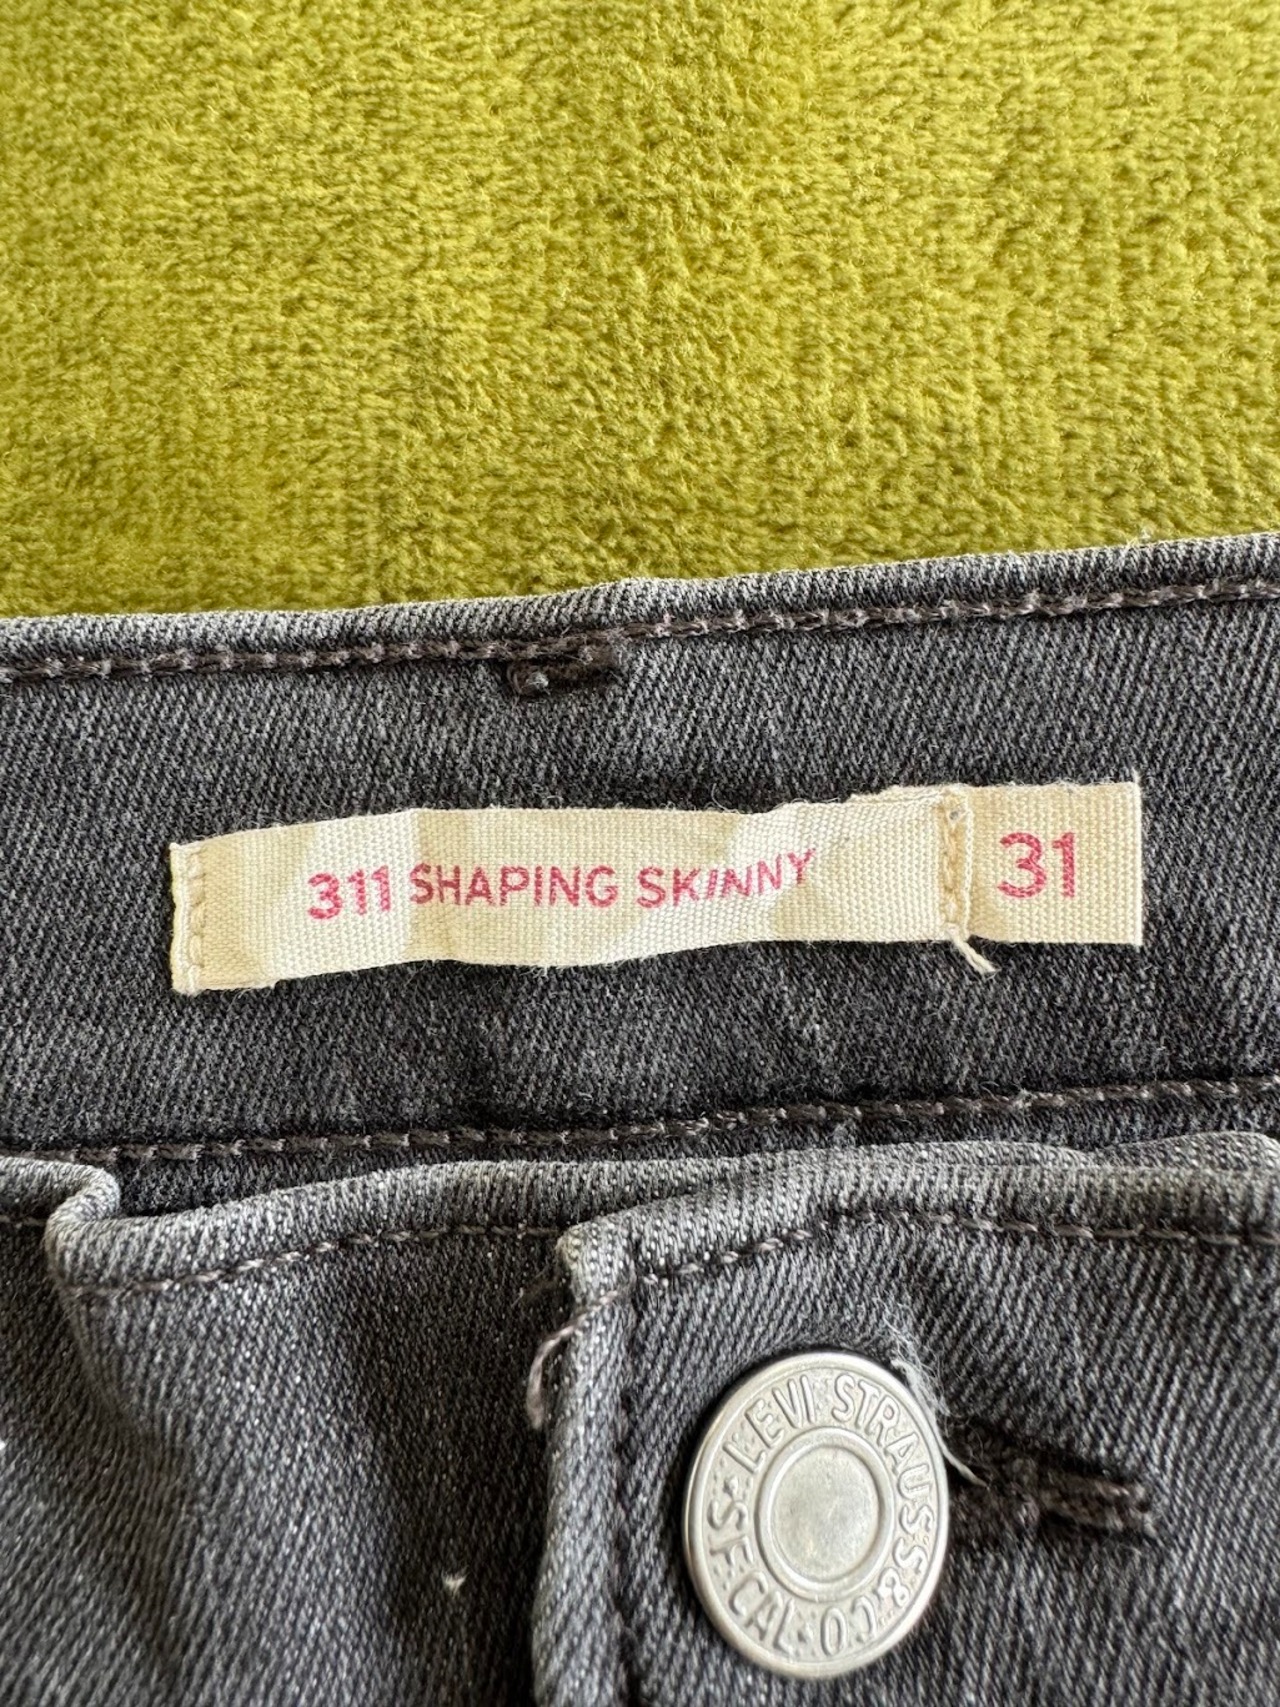 311 SHAPING SKINNY 31
LEVI STRAUSS & CO. S.F. CAL.